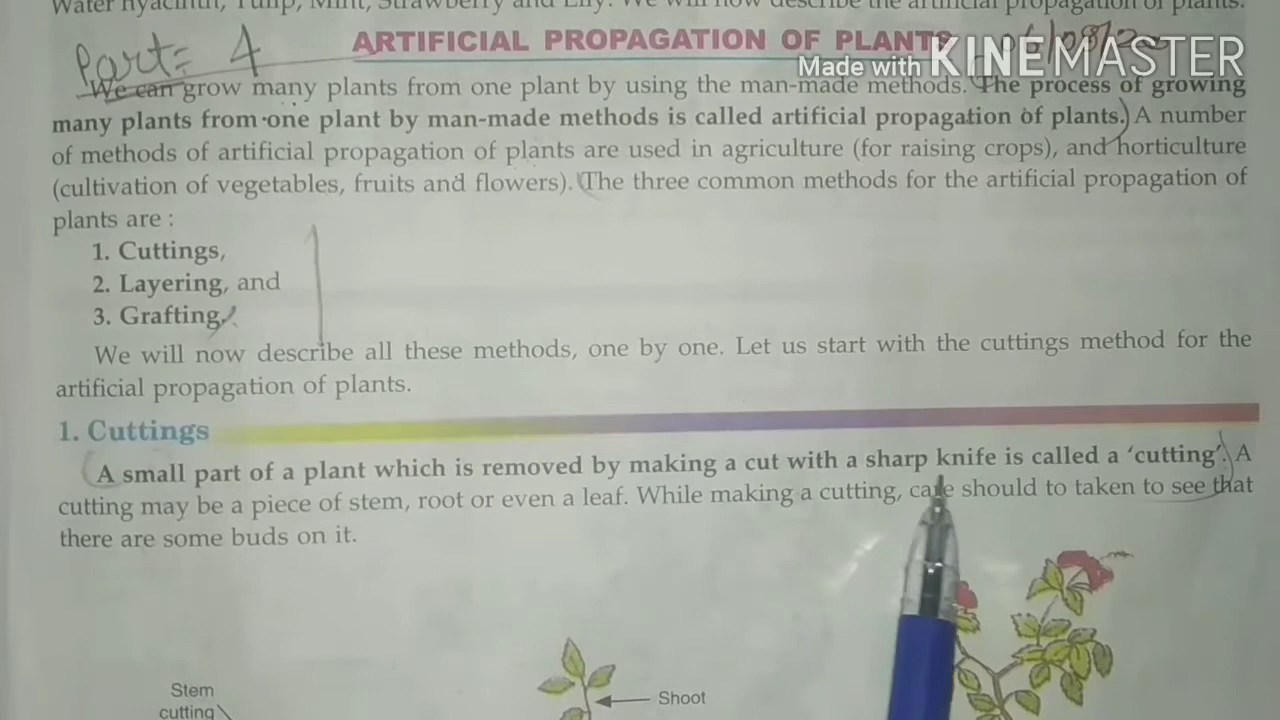 Water Hyacinth, Tulip, Mint, Strawberry and Lily. We will now describe the artificial propagation of plants.
Part= 4
ARTIFICIAL PROPAGATION OF PLANTS
Made with KINEMASTER
We can grow many plants from one plant by using the man-made methods. The process of growing
many plants from one plant by man-made methods is called artificial propagation of plants. A number
of methods of artificial propagation of plants are used in agriculture (for raising crops), and horticulture
(cultivation of vegetables, fruits and flowers). The three common methods for the artificial propagation of
plants are :
1. Cuttings,
2. Layering, and
3. Grafting.
We will now describe all these methods, one by one. Let us start with the cuttings method for the
artificial propagation of plants.
1. Cuttings
A small part of a plant which is removed by making a cut with a sharp knife is called a ‘cutting’. A
cutting may be a piece of stem, root or even a leaf. While making a cutting, care should to taken to see that
there are some buds on it.
Stem
cutting
Shoot